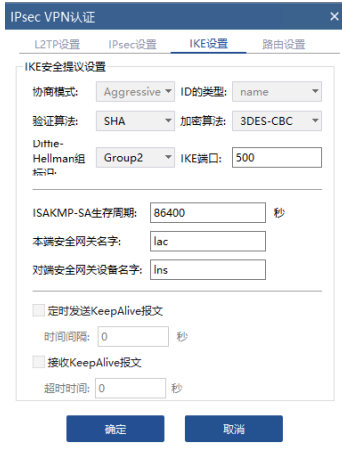 IPsec VPN认证 ×
L2TP设置 IPsec设置 IKE设置 路由设置
IKE安全提议设置
协商模式: Aggressive ID的类型: name
验证算法: SHA 加密算法: 3DES-CBC
Diffie-
Hellman组 Group2 IKE端口: 500
标识:
ISAKMP-SA生存周期: 86400 秒
本端安全网关名字: lac
对端安全网关设备名字: lns
定时发送KeepAlive报文
时间间隔: 0 秒
接收KeepAlive报文
超时时间: 0 秒
确定 取消